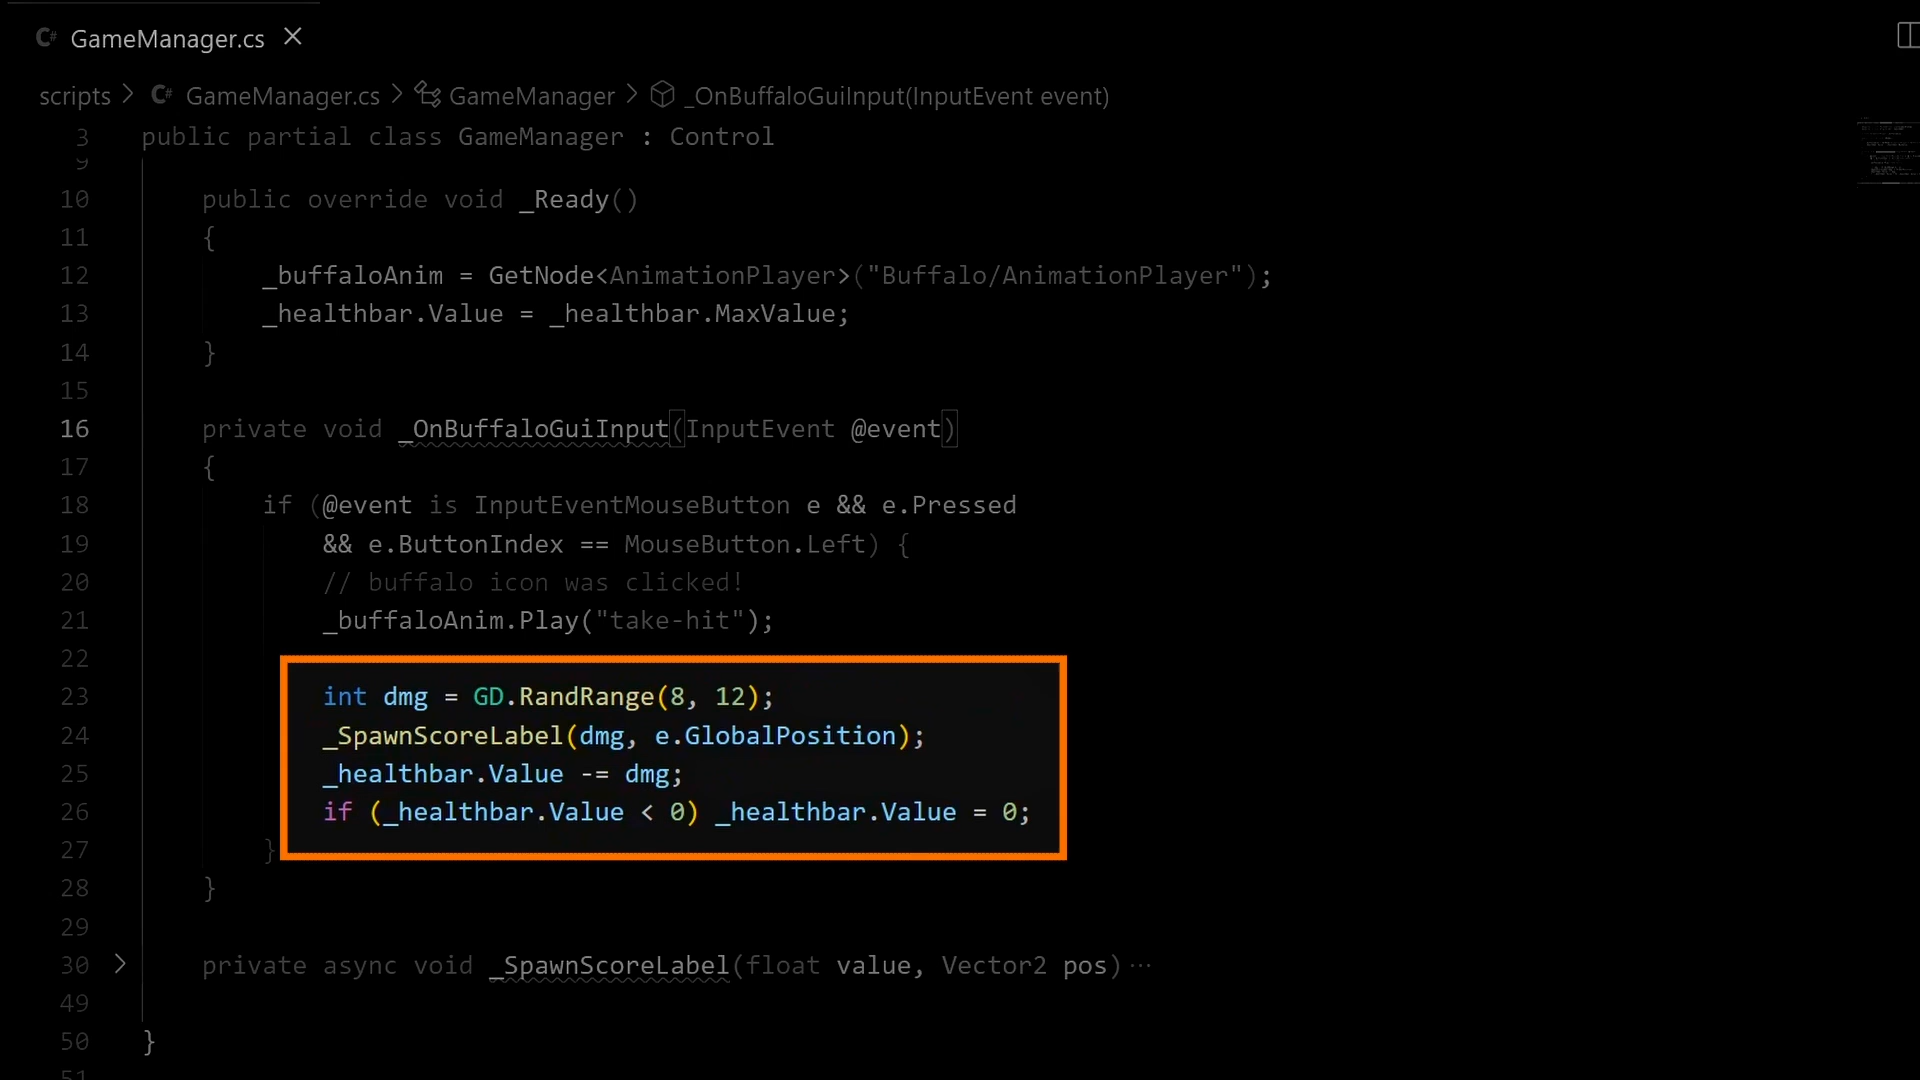 C# GameManager.cs ×
scripts > C# GameManager.cs > GameManager > _OnBuffaloGuiInput(InputEvent event)
3 public partial class GameManager : Control
9
10 public override void _Ready()
11 {
12 _buffaloAnim = GetNode<AnimationPlayer>("Buffalo/AnimationPlayer");
13 _healthbar.Value = _healthbar.MaxValue;
14 }
15
16 private void _OnBuffaloGuiInput(InputEvent @event)
17 {
18 if (@event is InputEventMouseButton e && e.Pressed
19 && e.ButtonIndex == MouseButton.Left) {
20 // buffalo icon was clicked!
21 _buffaloAnim.Play("take-hit");
22
23 int dmg = GD.RandRange(8, 12);
24 _SpawnScoreLabel(dmg, e.GlobalPosition);
25 _healthbar.Value -= dmg;
26 if (_healthbar.Value < 0) _healthbar.Value = 0;
27 }
28 }
29
30 > private async void _SpawnScoreLabel(float value, Vector2 pos)···
49
50 }
51